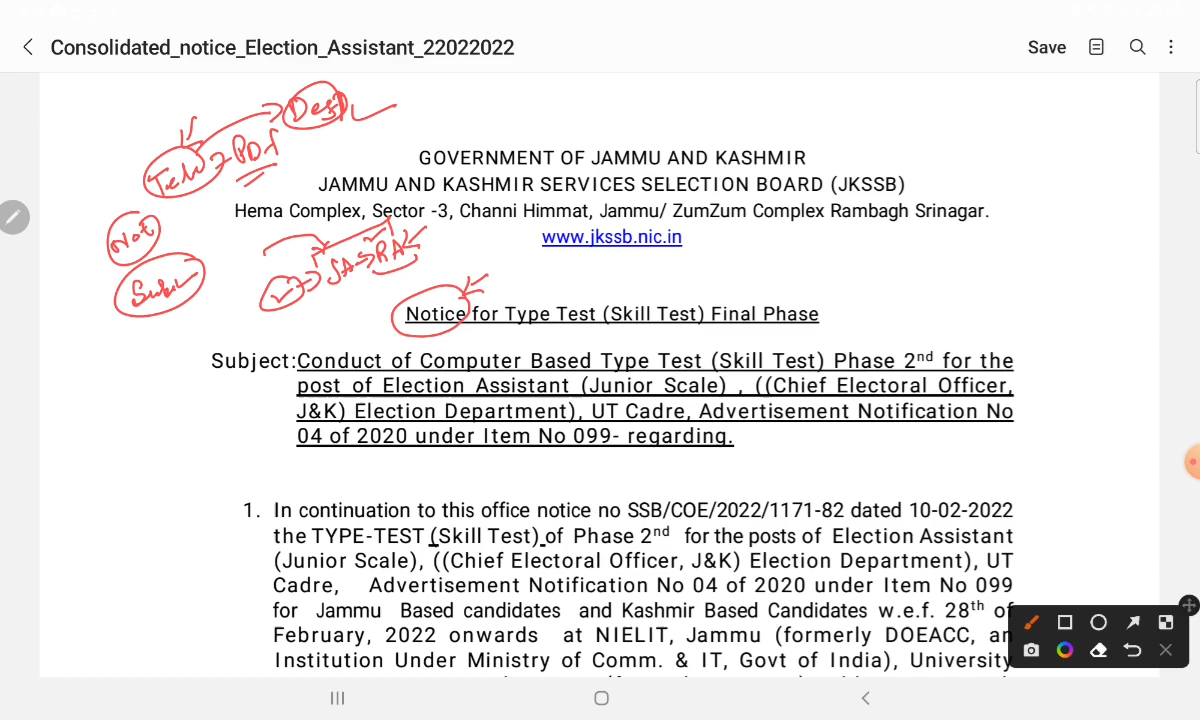 Consolidated_notice_Election_Assistant_22022022
Save
Desc
Tele → PDf
GOVERNMENT OF JAMMU AND KASHMIR
JAMMU AND KASHMIR SERVICES SELECTION BOARD (JKSSB)
Hema Complex, Sector -3, Channi Himmat, Jammu/ ZumZum Complex Rambagh Srinagar.
www.jkssb.nic.in
Not
SA → RA
Notice for Type Test (Skill Test) Final Phase
Subject:Conduct of Computer Based Type Test (Skill Test) Phase 2nd for the
post of Election Assistant (Junior Scale) , ((Chief Electoral Officer,
J&K) Election Department), UT Cadre, Advertisement Notification No
04 of 2020 under Item No 099- regarding.
1. In continuation to this office notice no SSB/COE/2022/1171-82 dated 10-02-2022
the TYPE-TEST (Skill Test) of Phase 2nd for the posts of Election Assistant
(Junior Scale), ((Chief Electoral Officer, J&K) Election Department), UT
Cadre, Advertisement Notification No 04 of 2020 under Item No 099
for Jammu Based candidates and Kashmir Based Candidates w.e.f. 28th of
February, 2022 onwards at NIELIT, Jammu (formerly DOEACC, an
Institution Under Ministry of Comm. & IT, Govt of India), University